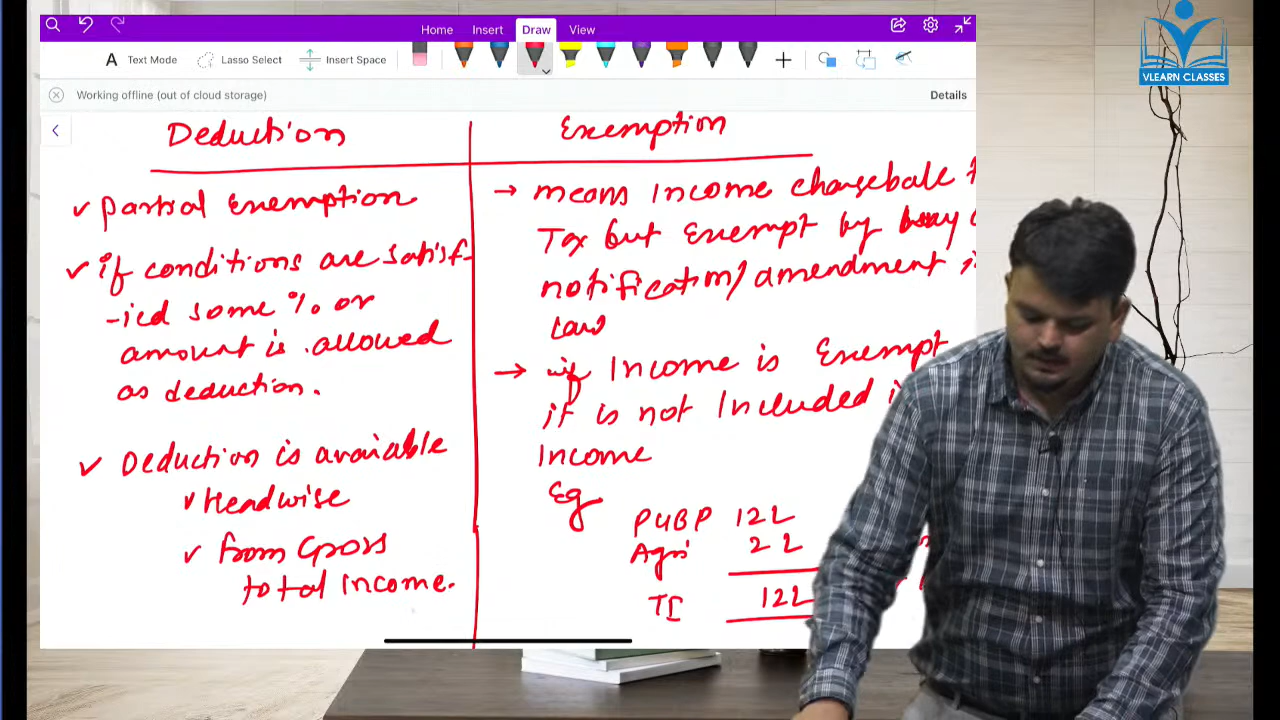 Home Insert Draw View
VLEARN CLASSES
A Text Mode Lasso Select Insert Space
Working offline (out of cloud storage) Details
Deduction
✓ partial Exemption
✓ if conditions are satisf-
-ied some % or
amount is allowed
as deduction.
✓ Deduction is available
✓ Headwise
✓ from Gross
total income.
Exemption
→ means Income chargebale
Tax but Exempt by way
notification/amendment
Law
→ if Income is Exempt
it is not Included
Income
Eg
PGBP 12L
Agri 2L
TI 12L